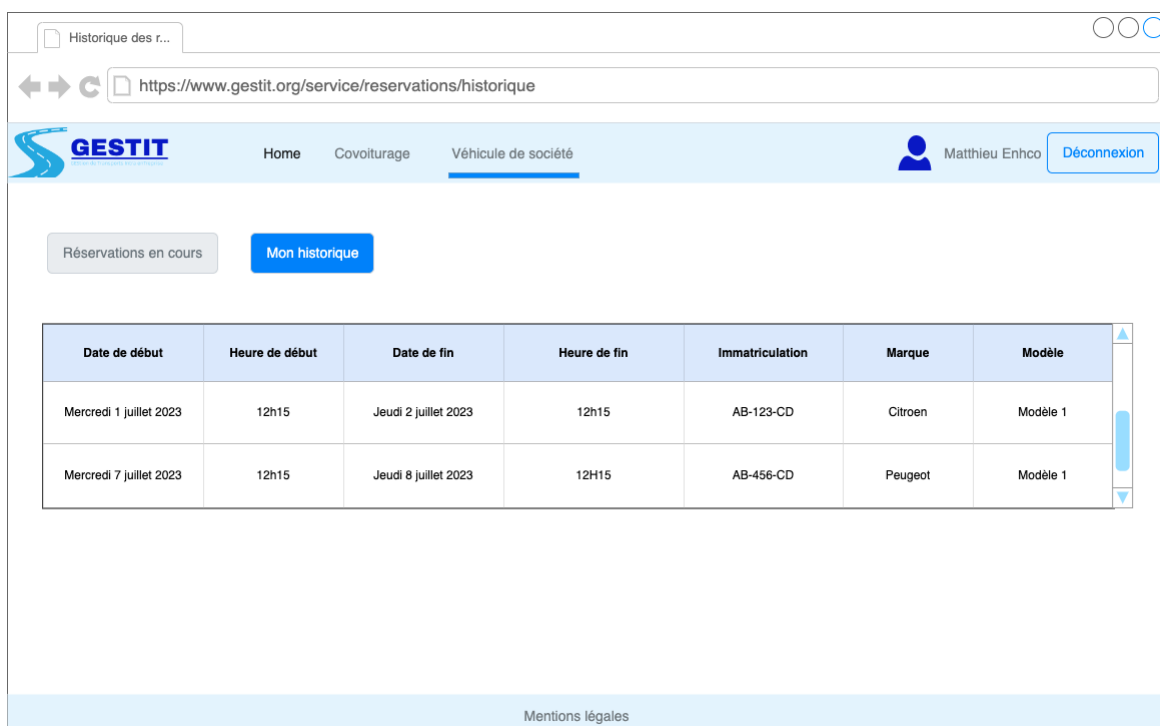 Historique des r...
https://www.gestit.org/service/reservations/historique
GESTIT
Home Covoiturage Véhicule de société Matthieu Enhco Déconnexion
Réservations en cours Mon historique
Date de début Heure de début Date de fin Heure de fin Immatriculation Marque Modèle
Mercredi 1 juillet 2023 12h15 Jeudi 2 juillet 2023 12h15 AB-123-CD Citroen Modèle 1
Mercredi 7 juillet 2023 12h15 Jeudi 8 juillet 2023 12H15 AB-456-CD Peugeot Modèle 1
Mentions légales